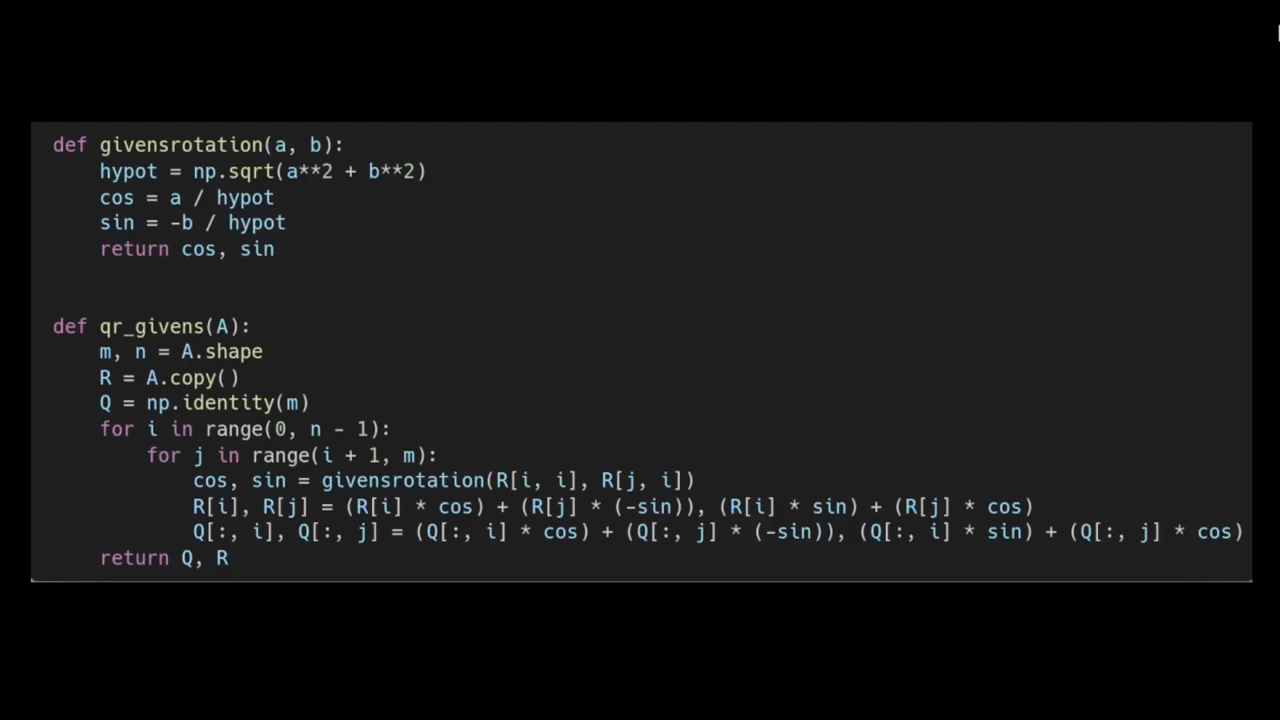 def givensrotation(a, b):
    hypot = np.sqrt(a**2 + b**2)
    cos = a / hypot
    sin = -b / hypot
    return cos, sin
def qr_givens(A):
    m, n = A.shape
    R = A.copy()
    Q = np.identity(m)
    for i in range(0, n - 1):
        for j in range(i + 1, m):
            cos, sin = givensrotation(R[i, i], R[j, i])
            R[i], R[j] = (R[i] * cos) + (R[j] * (-sin)), (R[i] * sin) + (R[j] * cos)
            Q[:, i], Q[:, j] = (Q[:, i] * cos) + (Q[:, j] * (-sin)), (Q[:, i] * sin) + (Q[:, j] * cos)
    return Q, R